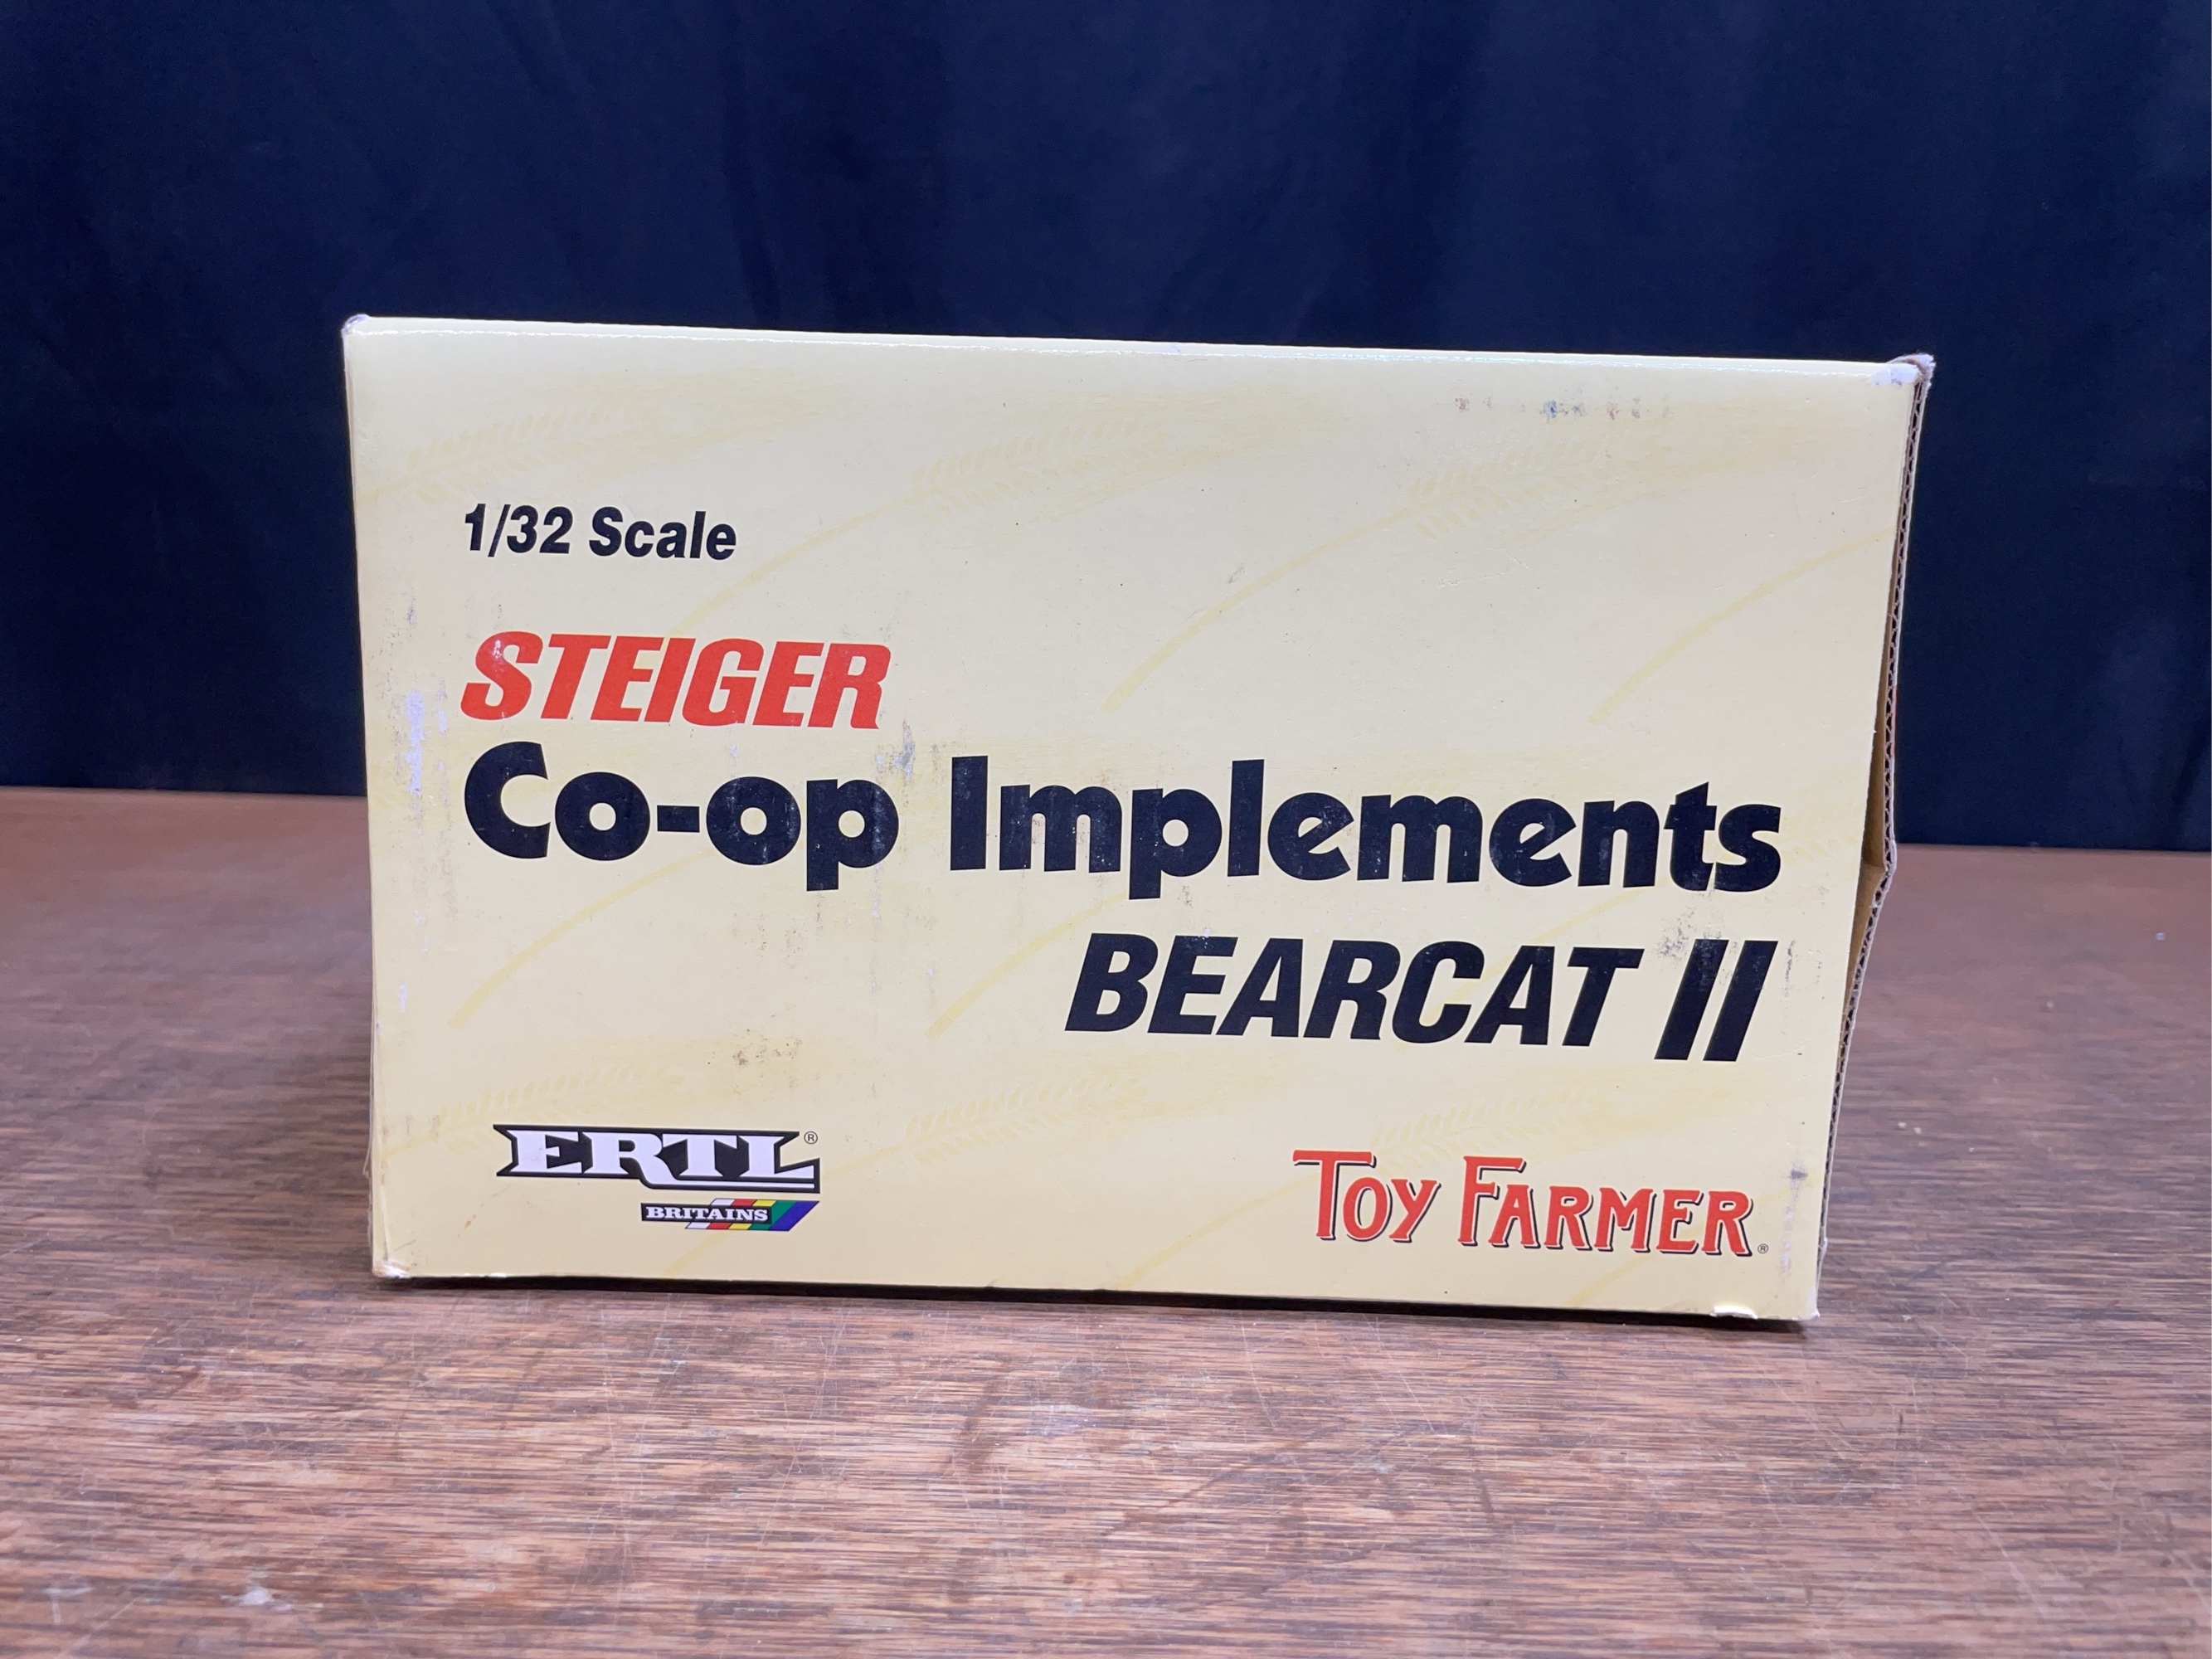 1/32 Scale
STEIGER
Co-op Implements
BEARCAT II
ERTL®
BRITAINS
TOY FARMER®